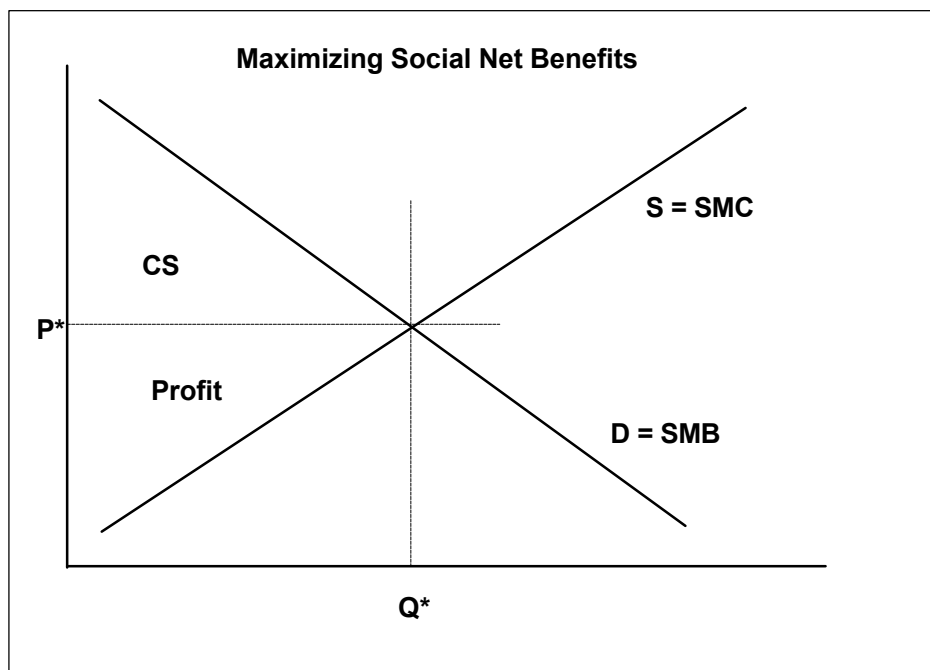 Maximizing Social Net Benefits
S = SMC
CS
P*
Profit
D = SMB
Q*